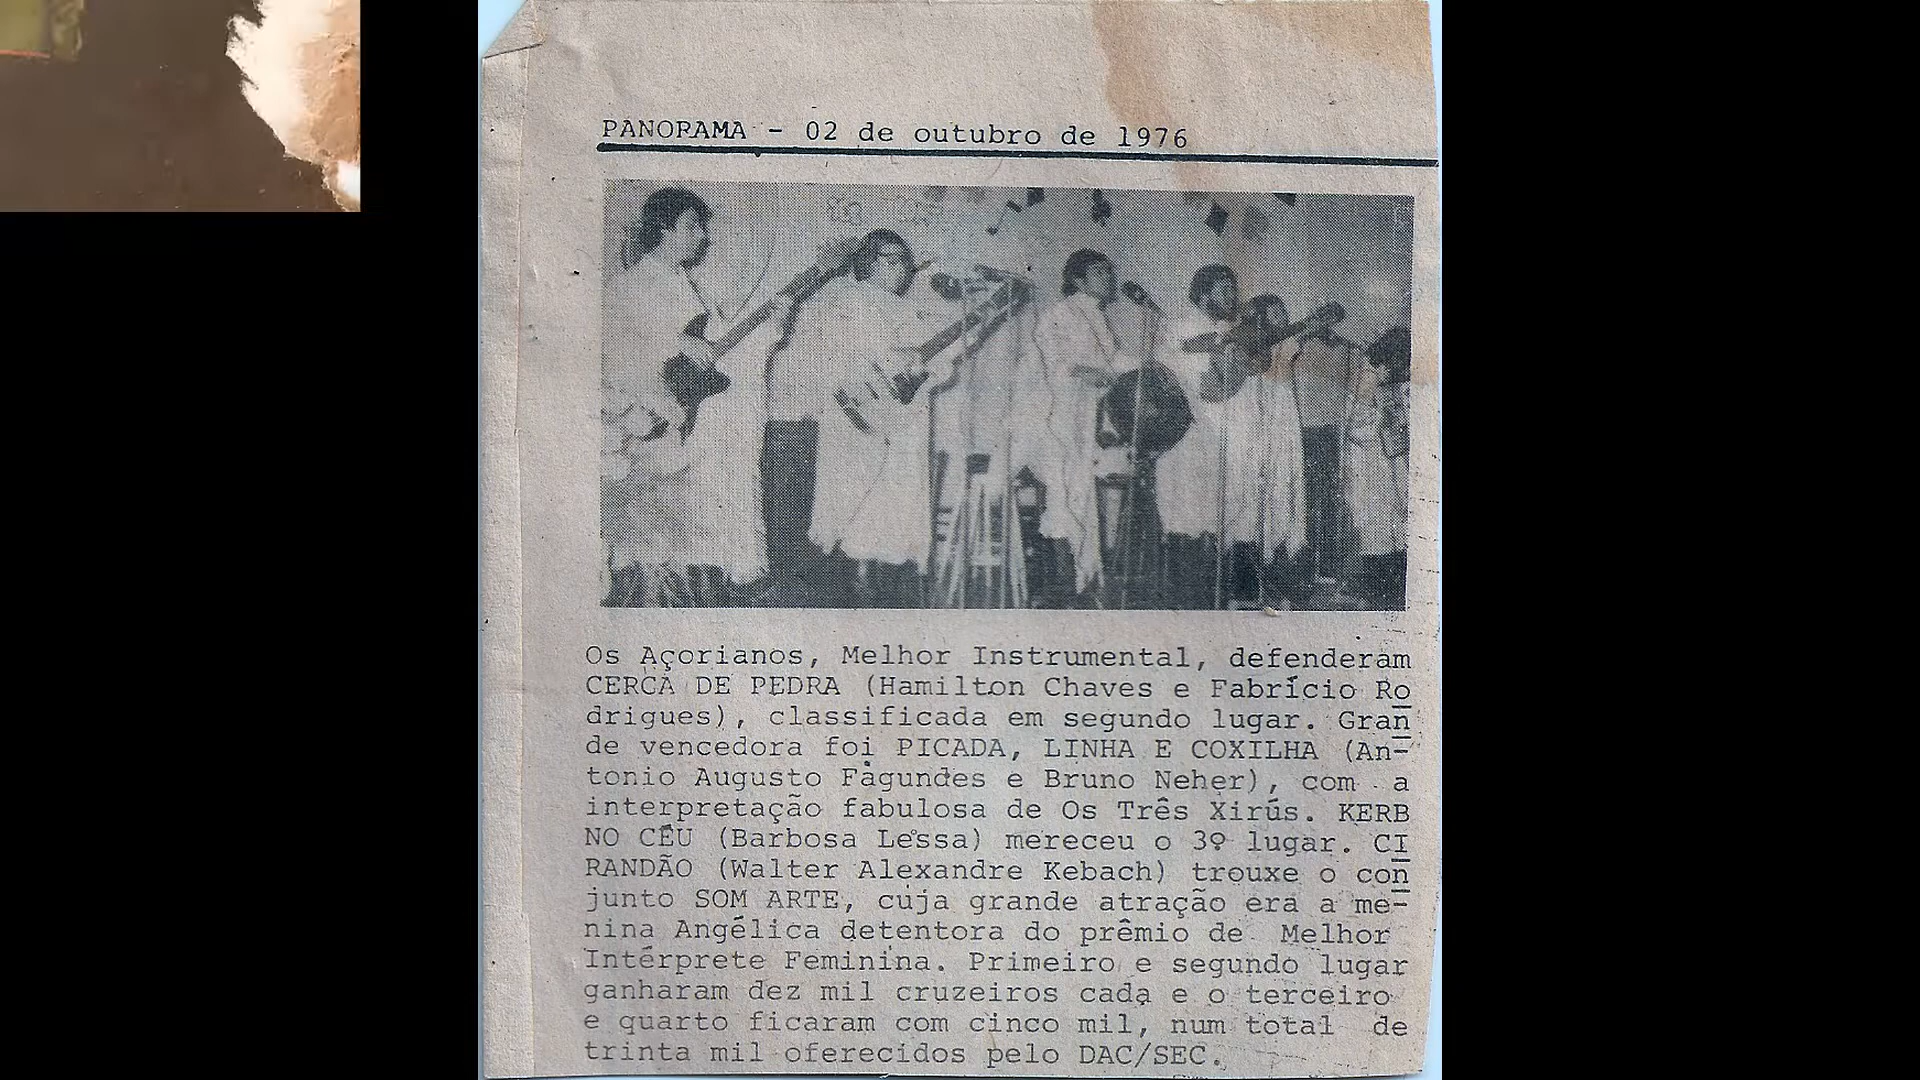 PANORAMA - 02 de outubro de 1976
Os Açorianos, Melhor Instrumental, defenderam
CERCA DE PEDRA (Hamilton Chaves e Fabrício Ro
drigues), classificada em segundo lugar. Gran
de vencedora foi PICADA, LINHA E COXILHA (An-
tonio Augusto Fagundes e Bruno Neher), com a
interpretação fabulosa de Os Três Xirús. KERB
NO CÉU (Barbosa Lessa) mereceu o 3º lugar. CI
RANDÃO (Walter Alexandre Kebach) trouxe o con
junto SOM ARTE, cuja grande atração era a me-
nina Angélica detentora do prêmio de Melhor
Intérprete Feminina. Primeiro e segundo lugar
ganharam dez mil cruzeiros cada e o terceiro
e quarto ficaram com cinco mil, num total de
trinta mil oferecidos pelo DAC/SEC.